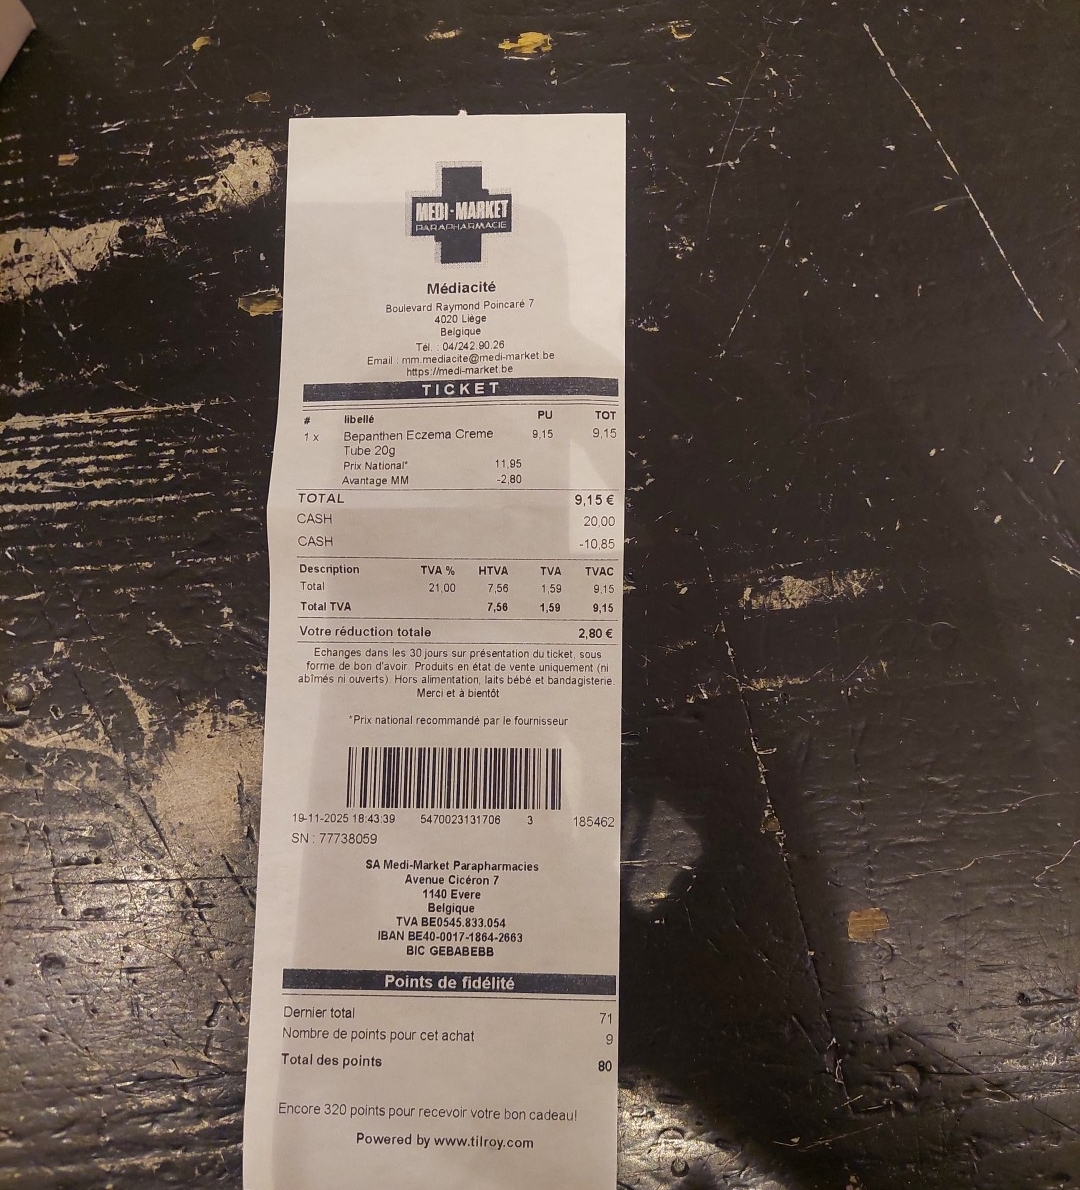 MEDI-MARKET
PARAPHARMACIE
Médiacité
Boulevard Raymond Poincaré 7
4020 Liège
Belgique
Tél. : 04/242.90.26
Email : mm.mediacite@medi-market.be
https://medi-market.be
TICKET
# libellé PU TOT
1 x Bepanthen Eczema Creme 9,15 9,15
Tube 20g
Prix National* 11,95
Avantage MM -2,80
TOTAL 9,15 €
CASH 20,00
CASH -10,85
Description TVA % HTVA TVA TVAC
Total 21,00 7,56 1,59 9,15
Total TVA 7,56 1,59 9,15
Votre réduction totale 2,80 €
Echanges dans les 30 jours sur présentation du ticket, sous
forme de bon d'avoir. Produits en état de vente uniquement (ni
abîmés ni ouverts). Hors alimentation, laits bébé et bandagisterie.
Merci et à bientôt
*Prix national recommandé par le fournisseur
19-11-2025 18:43:39 5470023131706 3 185462
SN : 77738059
SA Medi-Market Parapharmacies
Avenue Cicéron 7
1140 Evere
Belgique
TVA BE0545.833.054
IBAN BE40-0017-1864-2663
BIC GEBABEBB
Points de fidélité
Dernier total 71
Nombre de points pour cet achat 9
Total des points 80
Encore 320 points pour recevoir votre bon cadeau!
Powered by www.tilroy.com